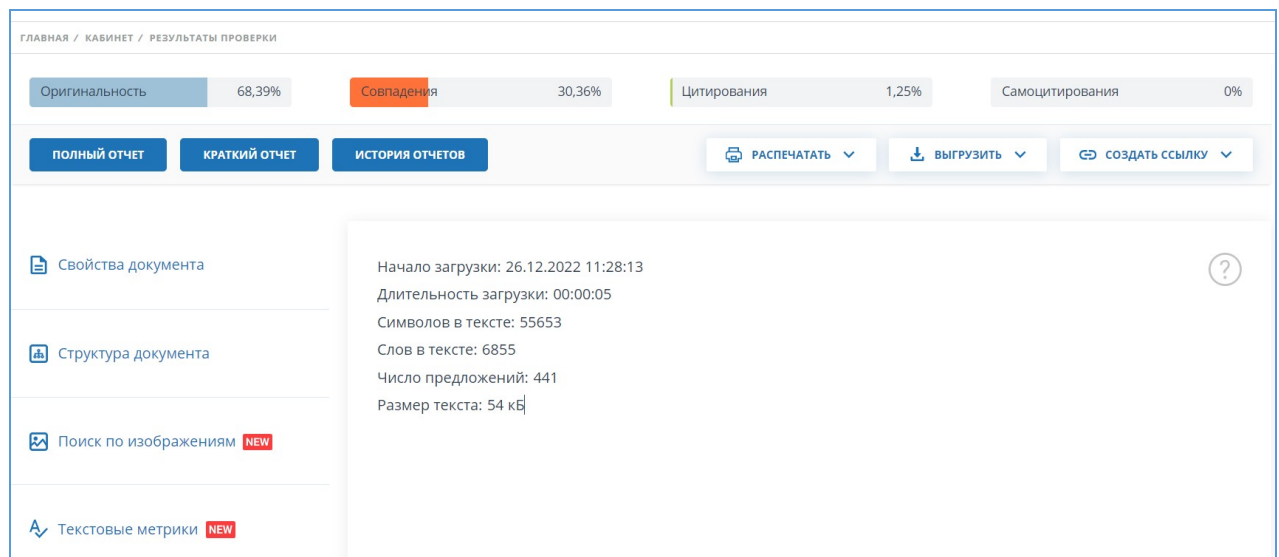 ГЛАВНАЯ / КАБИНЕТ / РЕЗУЛЬТАТЫ ПРОВЕРКИ
Оригинальность 68,39% Совпадения 30,36% Цитирования 1,25% Самоцитирования 0%
ПОЛНЫЙ ОТЧЕТ КРАТКИЙ ОТЧЕТ ИСТОРИЯ ОТЧЕТОВ РАСПЕЧАТАТЬ ВЫГРУЗИТЬ СОЗДАТЬ ССЫЛКУ
Свойства документа
Структура документа
Поиск по изображениям NEW
Текстовые метрики NEW
Начало загрузки: 26.12.2022 11:28:13
Длительность загрузки: 00:00:05
Символов в тексте: 55653
Слов в тексте: 6855
Число предложений: 441
Размер текста: 54 кБ
?